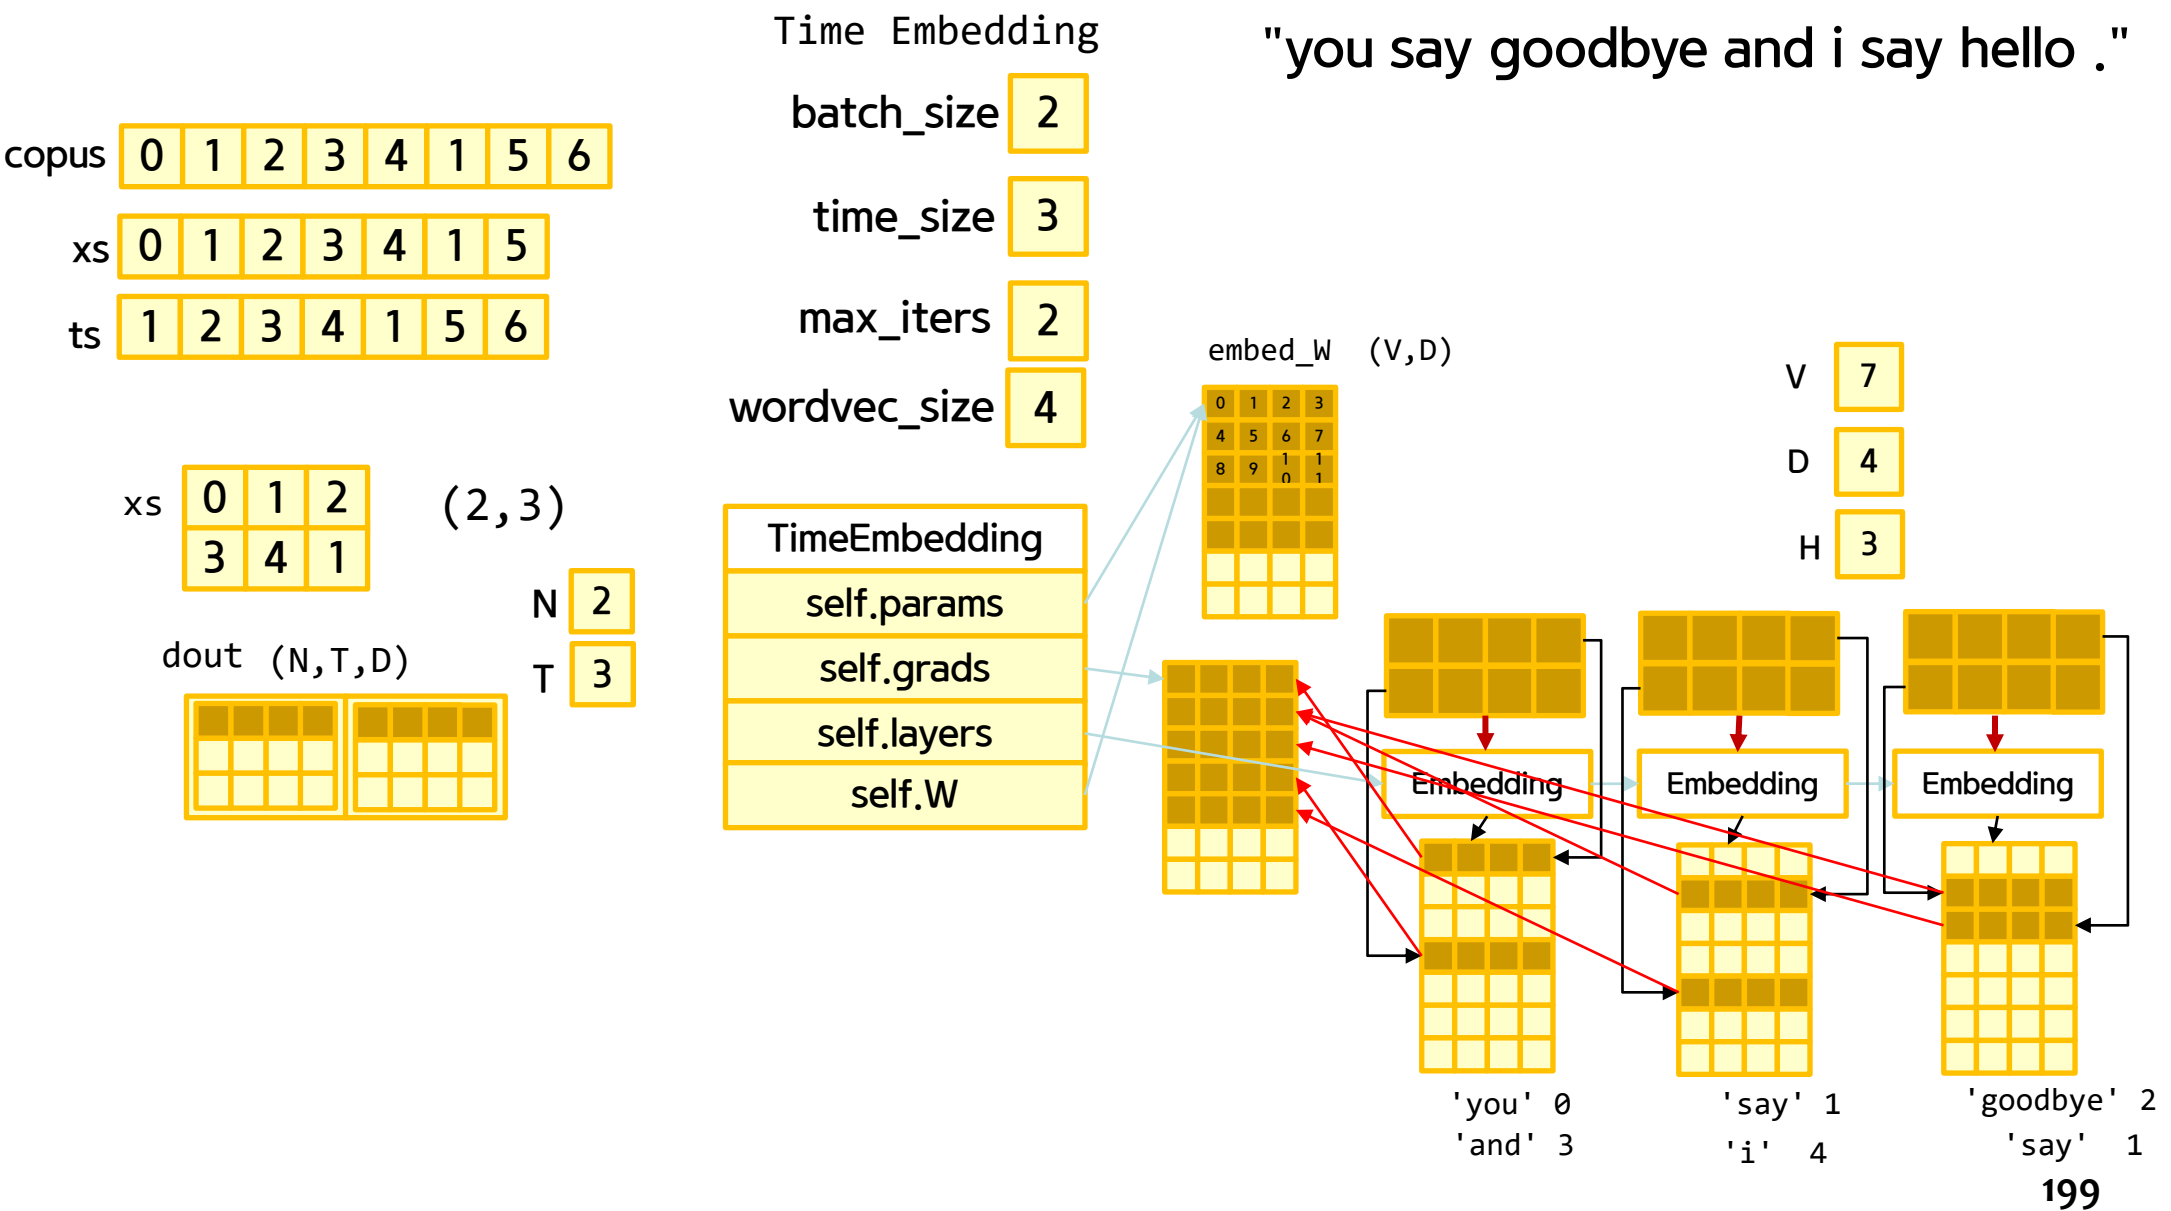 Time Embedding
"you say goodbye and i say hello ."
batch_size 2
copus 0 1 2 3 4 1 5 6
time_size 3
xs 0 1 2 3 4 1 5
ts 1 2 3 4 1 5 6
max_iters 2
wordvec_size 4
embed_W (V,D)
0 1 2 3
4 5 6 7
8 9 10 11
V 7
D 4
H 3
xs 0 1 2
3 4 1
(2,3)
N 2
T 3
dout (N,T,D)
TimeEmbedding
self.params
self.grads
self.layers
self.W
Embedding
Embedding
Embedding
'you' 0
'and' 3
'say' 1
'i' 4
'goodbye' 2
'say' 1
199